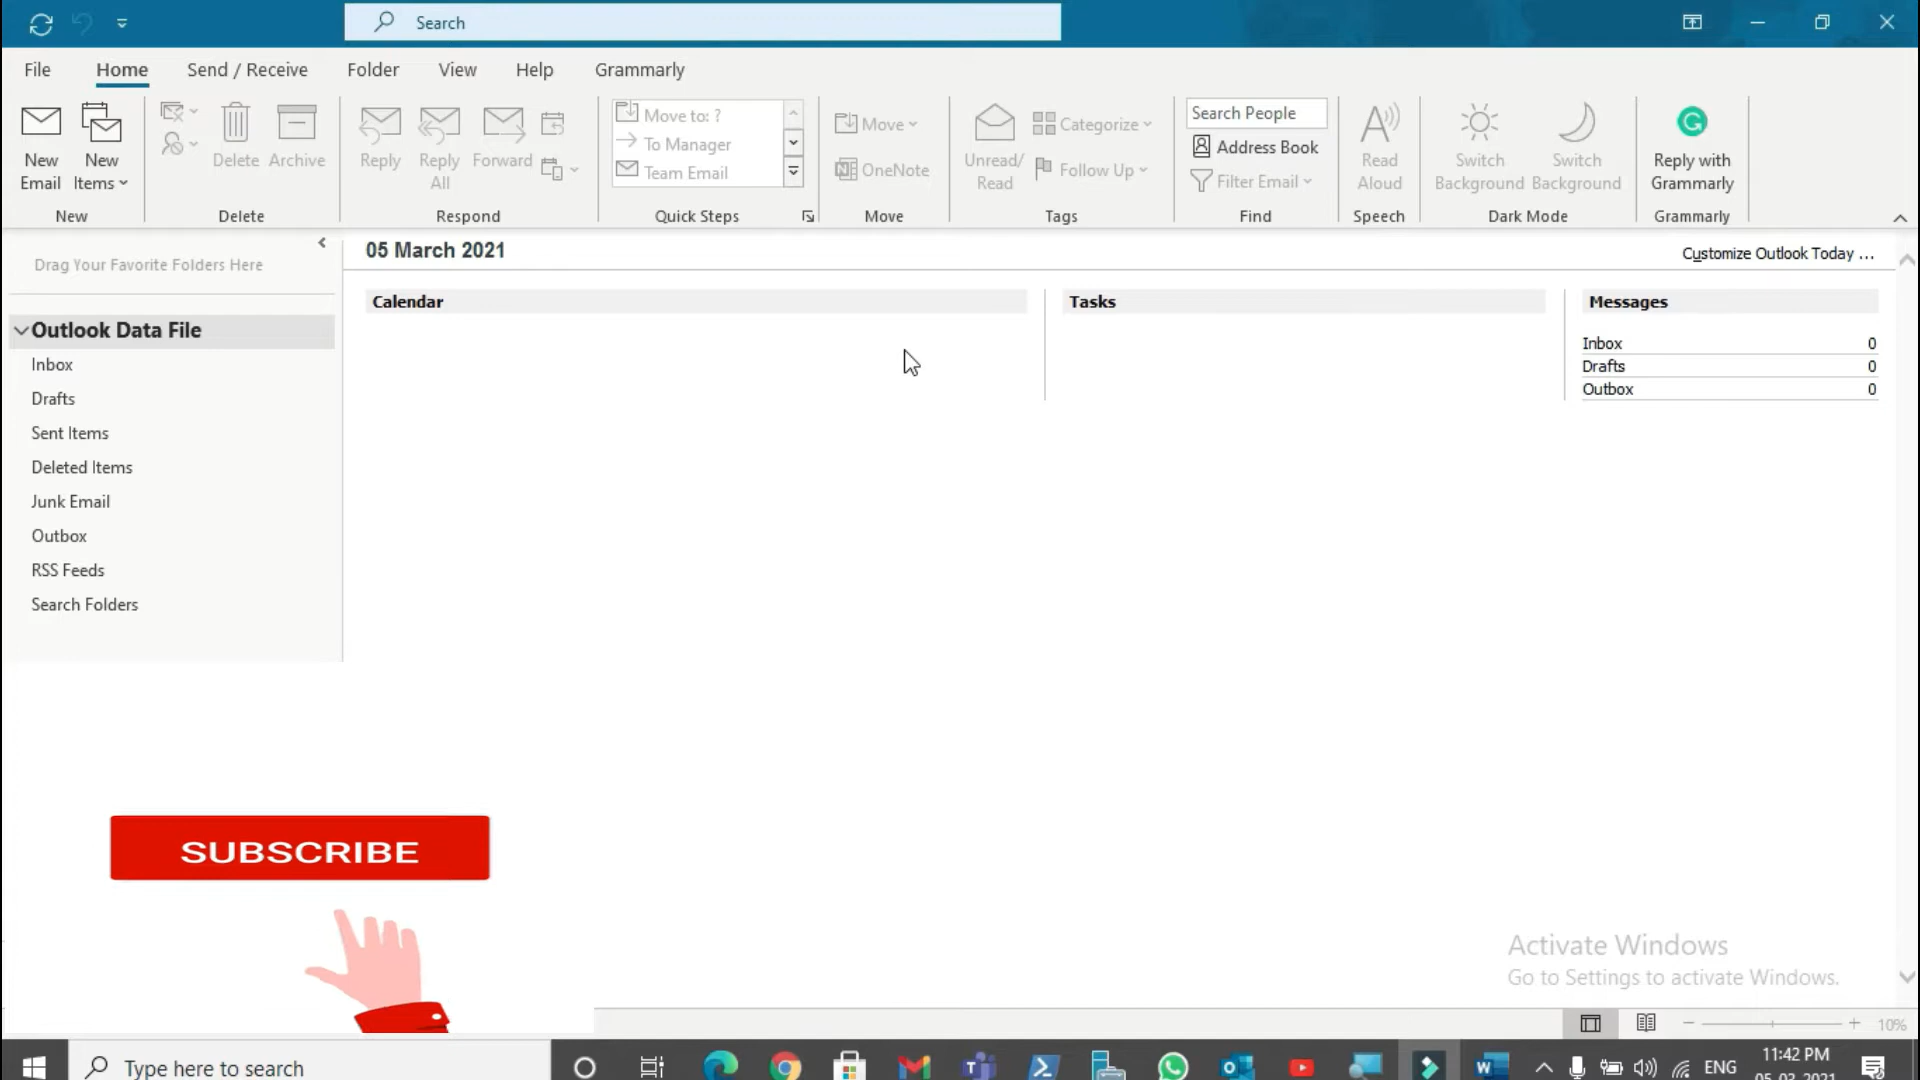 Search
File Home Send / Receive Folder View Help Grammarly
New Email
New Items
Delete
Archive
Reply
Reply All
Forward
Move to: ?
To Manager
Team Email
Move
OneNote
Unread/ Read
Categorize
Follow Up
Search People
Address Book
Filter Email
Read Aloud
Switch Background
Switch Background
Reply with Grammarly
New Delete Respond Quick Steps Move Tags Find Speech Dark Mode Grammarly
Drag Your Favorite Folders Here
05 March 2021
Customize Outlook Today ...
Calendar
Tasks
Messages
Inbox 0
Drafts 0
Outbox 0
Outlook Data File
Inbox
Drafts
Sent Items
Deleted Items
Junk Email
Outbox
RSS Feeds
Search Folders
SUBSCRIBE
Activate Windows
Go to Settings to activate Windows.
10%
Type here to search
ENG
11:42 PM
05-03-2021